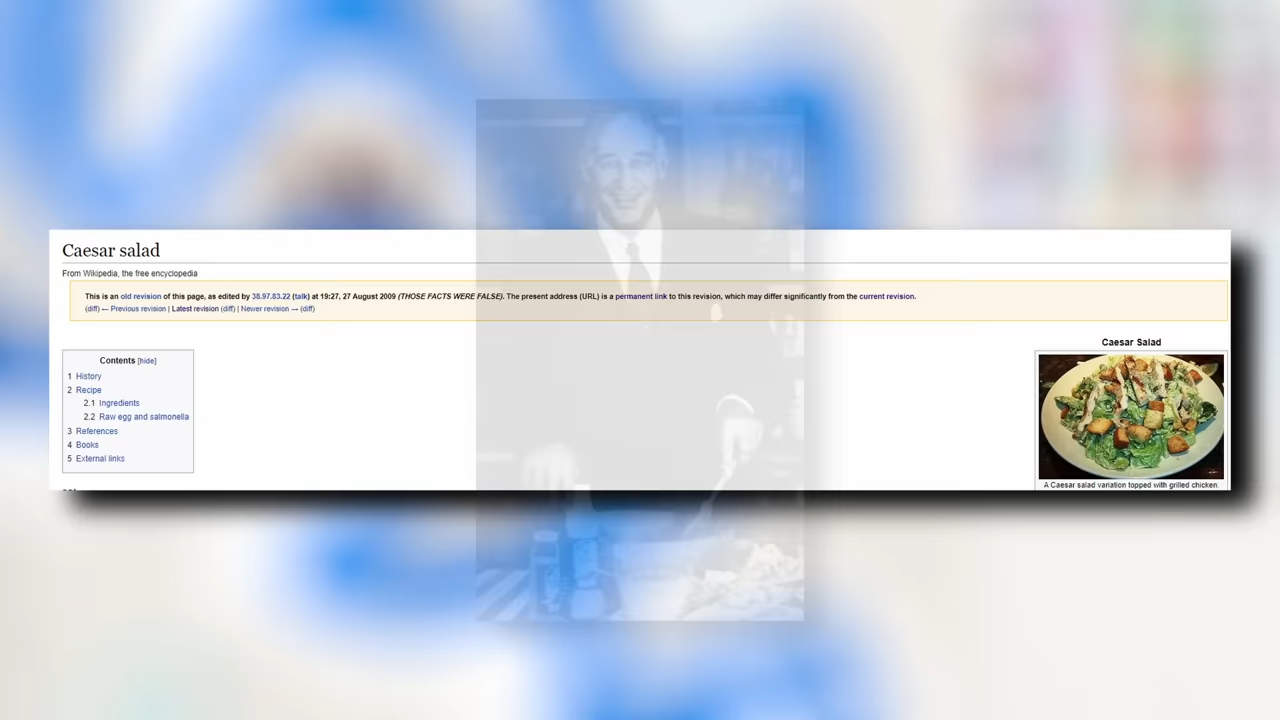 Caesar salad
From Wikipedia, the free encyclopedia
This is an old revision of this page, as edited by 38.97.83.22 (talk) at 19:27, 27 August 2009 (THOSE FACTS WERE FALSE). The present address (URL) is a permanent link to this revision, which may differ significantly from the current revision.
(diff) ← Previous revision | Latest revision (diff) | Newer revision → (diff)
Contents [hide]
1 History
2 Recipe
2.1 Ingredients
2.2 Raw egg and salmonella
3 References
4 Books
5 External links
Caesar Salad
A Caesar salad variation topped with grilled chicken.